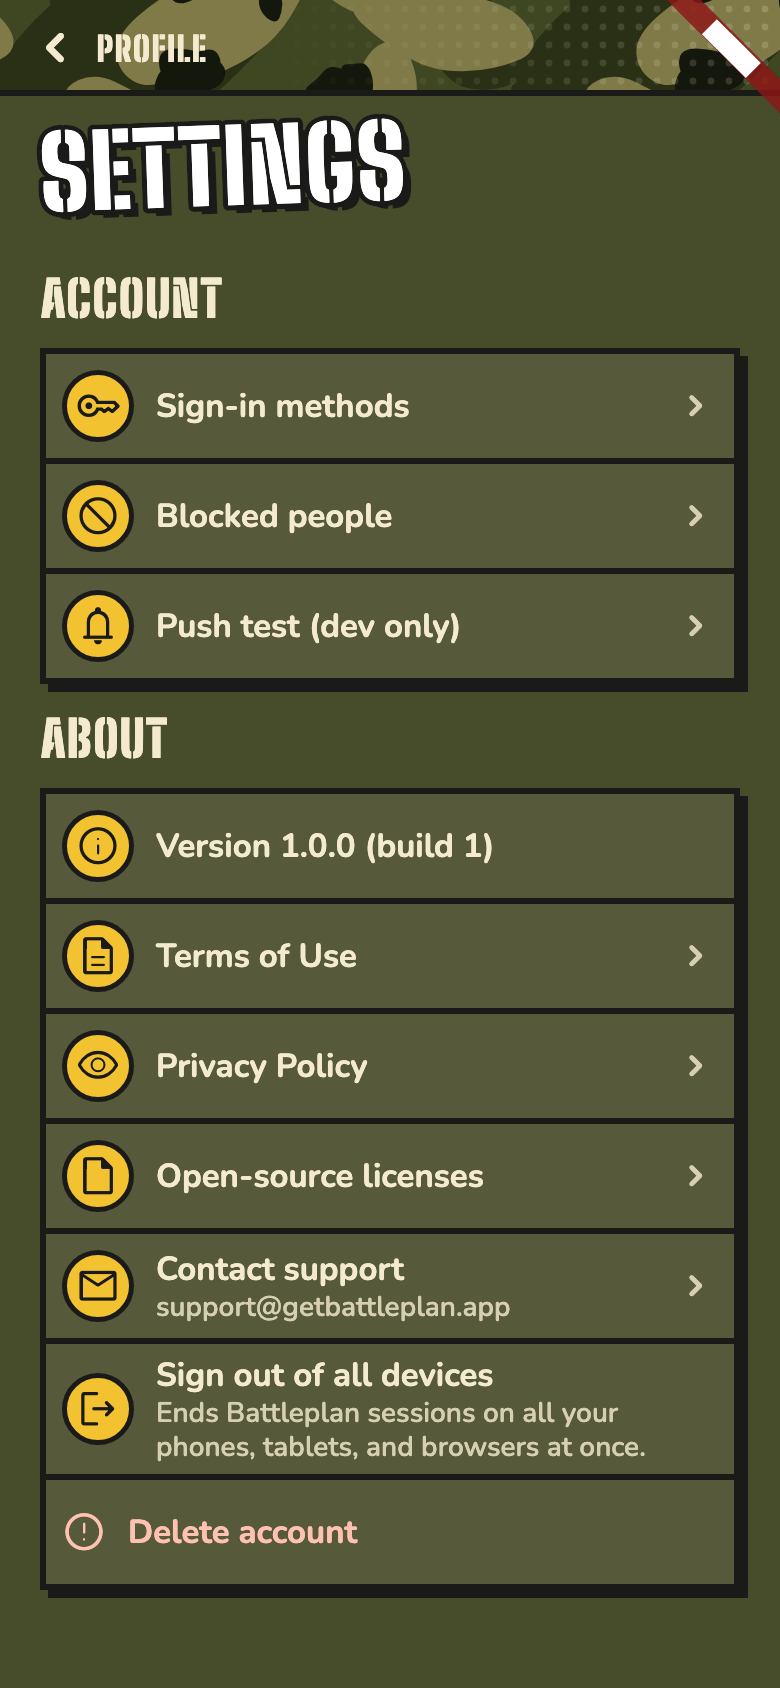 PROFILE
SETTINGS
ACCOUNT
Sign-in methods
Blocked people
Push test (dev only)
ABOUT
Version 1.0.0 (build 1)
Terms of Use
Privacy Policy
Open-source licenses
Contact support
support@getbattleplan.app
Sign out of all devices
Ends Battleplan sessions on all your
phones, tablets, and browsers at once.
Delete account